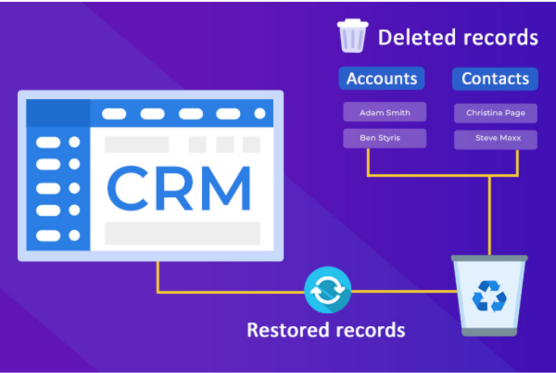 Deleted records
Accounts Contacts
Adam Smith Christina Page
Ben Styris Steve Maxx
CRM
Restored records